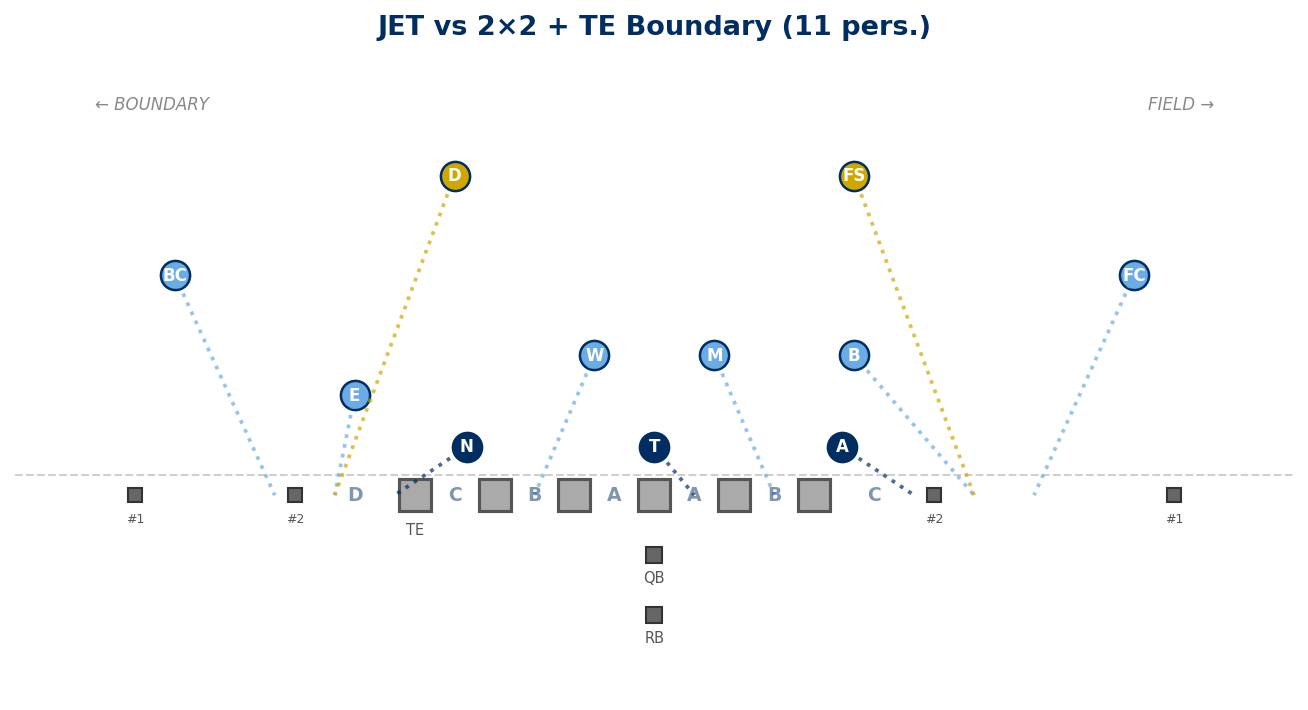 JET vs 2×2 + TE Boundary (11 pers.)
← BOUNDARY FIELD →
D FS
BC FC
W M B
E
N T A
D C B A A B C
#1 #2 TE #2 #1
QB
RB